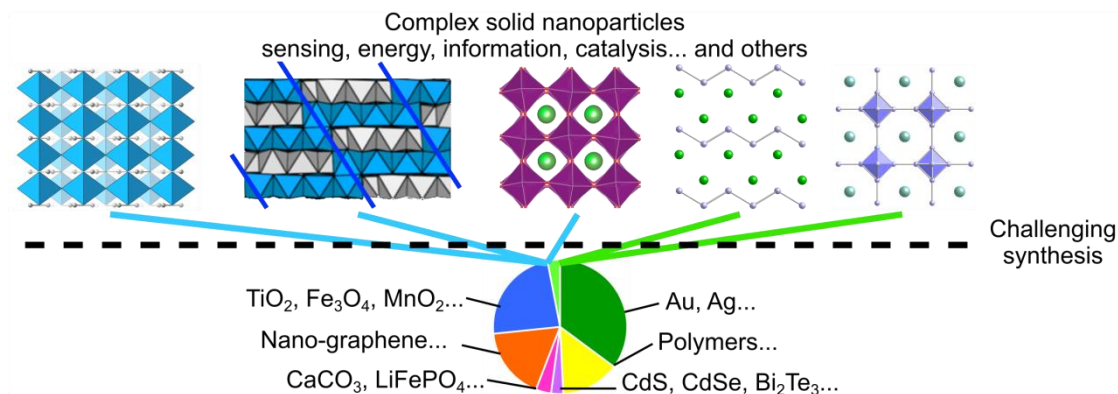 Complex solid nanoparticles
sensing, energy, information, catalysis... and others
Challenging
synthesis
TiO₂, Fe₃O₄, MnO₂...
Au, Ag...
Nano-graphene...
Polymers...
CaCO₃, LiFePO₄...
CdS, CdSe, Bi₂Te₃...